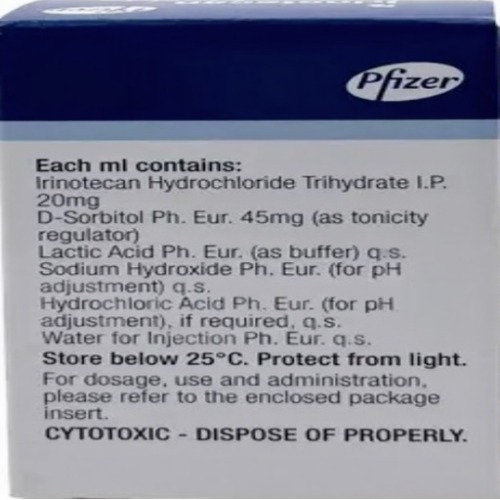 Pfizer
Each ml contains:
Irinotecan Hydrochloride Trihydrate I.P.
20mg
D-Sorbitol Ph. Eur. 45mg (as tonicity
regulator)
Lactic Acid Ph. Eur. (as buffer) q.s.
Sodium Hydroxide Ph. Eur. (for pH
adjustment) q.s.
Hydrochloric Acid Ph. Eur. (for pH
adjustment), if required, q.s.
Water for Injection Ph. Eur. q.s.
Store below 25°C. Protect from light.
For dosage, use and administration,
please refer to the enclosed package
insert.
CYTOTOXIC - DISPOSE OF PROPERLY.